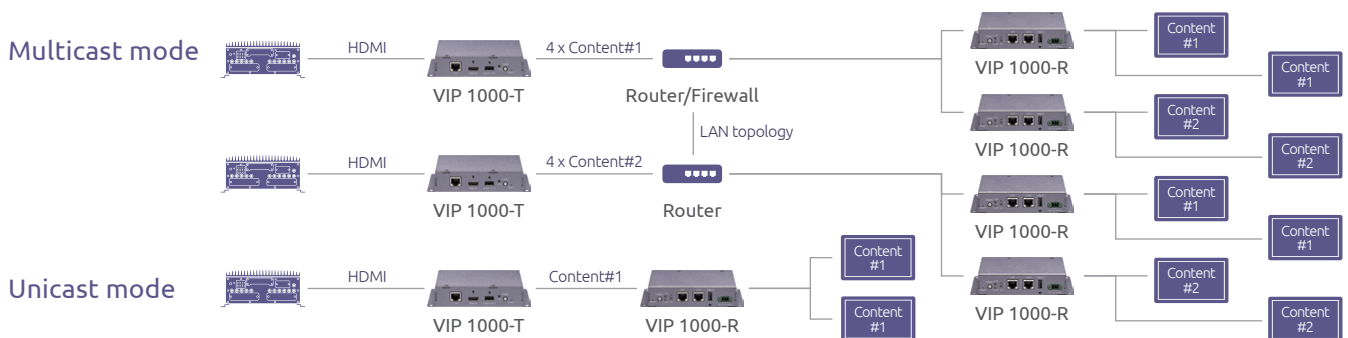 Multicast mode
HDMI
VIP 1000-T
4 x Content#1
Router/Firewall
LAN topology
VIP 1000-R
Content
#1
Content
#1
VIP 1000-R
Content
#2
Content
#2
HDMI
VIP 1000-T
4 x Content#2
Router
VIP 1000-R
Content
#1
Content
#1
VIP 1000-R
Content
#2
Content
#2
Unicast mode
HDMI
VIP 1000-T
Content#1
VIP 1000-R
Content
#1
Content
#1